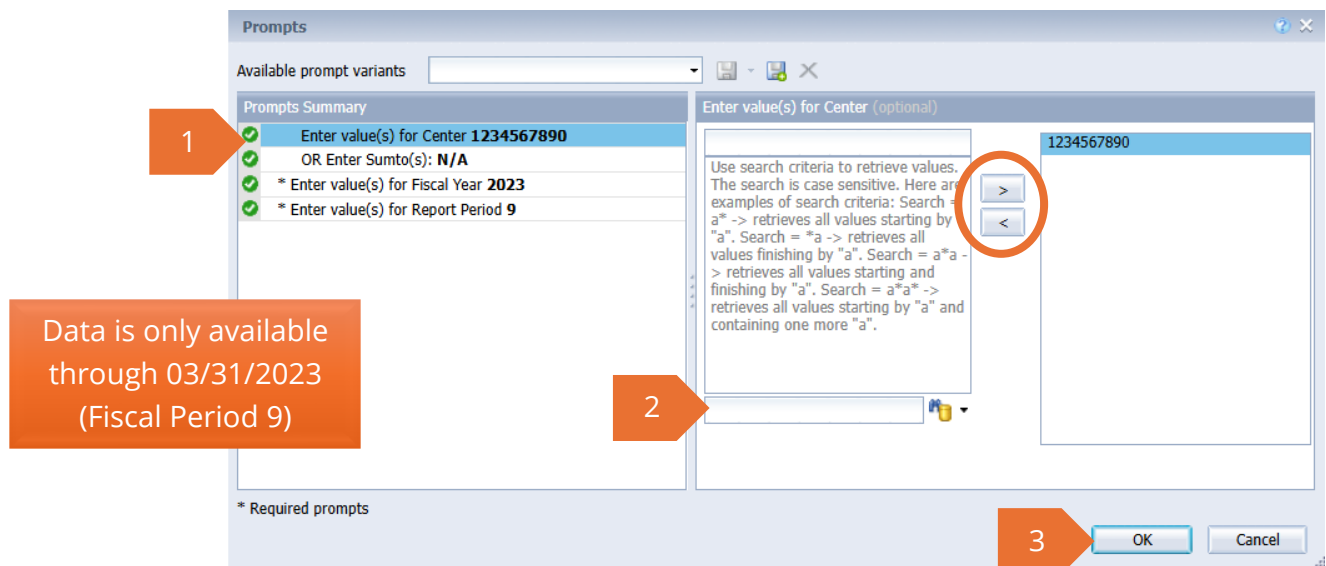 Prompts
Available prompt variants
Prompts Summary
Enter value(s) for Center 1234567890
OR Enter Sumto(s): N/A
* Enter value(s) for Fiscal Year 2023
* Enter value(s) for Report Period 9
1
Data is only available
through 03/31/2023
(Fiscal Period 9)
Enter value(s) for Center (optional)
Use search criteria to retrieve values.
The search is case sensitive. Here are
examples of search criteria: Search =
a* -> retrieves all values starting by
"a". Search = *a -> retrieves all
values finishing by "a". Search = a*a -
> retrieves all values starting and
finishing by "a". Search = a*a* ->
retrieves all values starting by "a" and
containing one more "a".
>
<
1234567890
2
* Required prompts
3
OK
Cancel